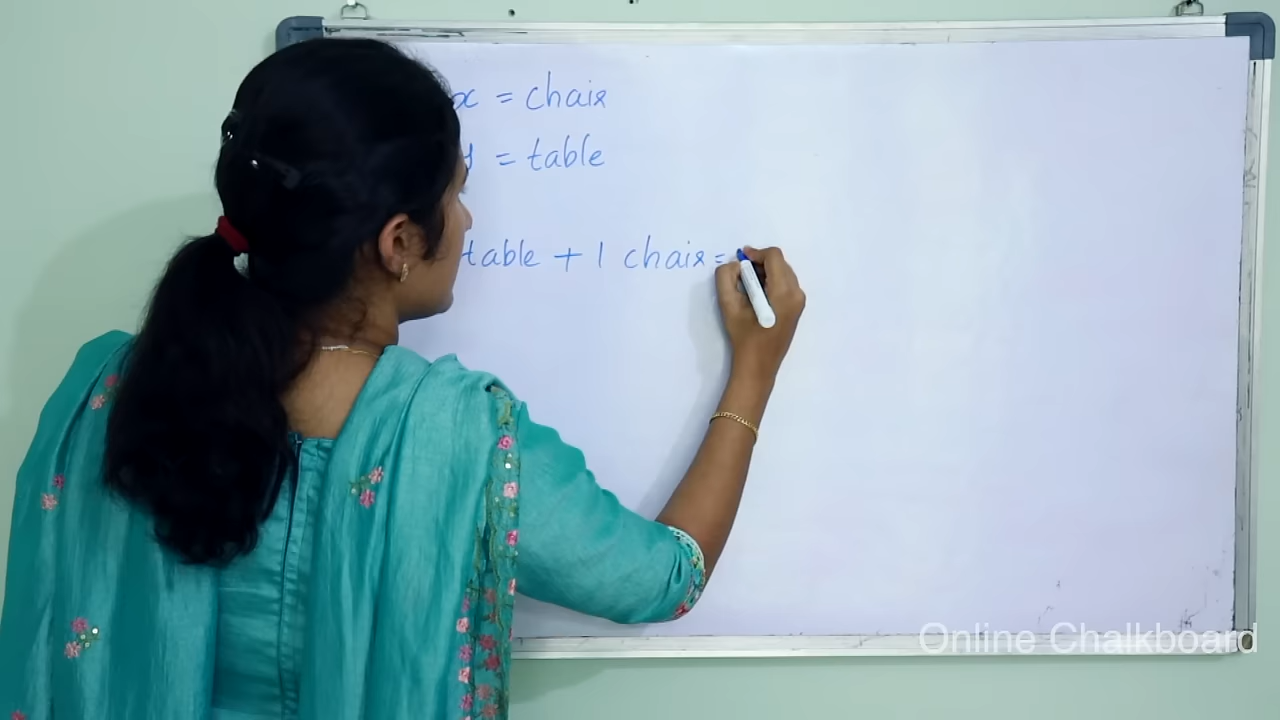 x = chair
y = table
table + 1 chair =
Online Chalkboard